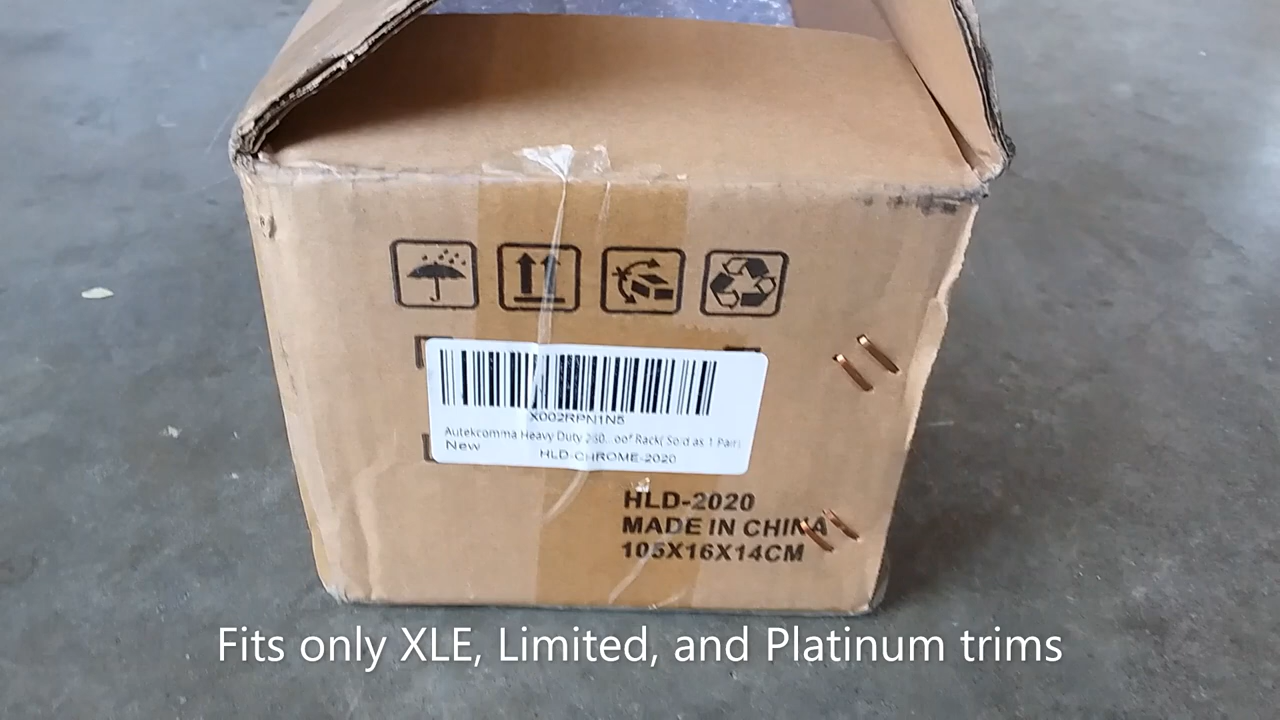 X002RPN1N5
Autekcomma Heavy Duty 260... oof Rack( Sold as 1 Pair)
New
HLD-CHROME-2020
HLD-2020
MADE IN CHINA
105X16X14CM
Fits only XLE, Limited, and Platinum trims